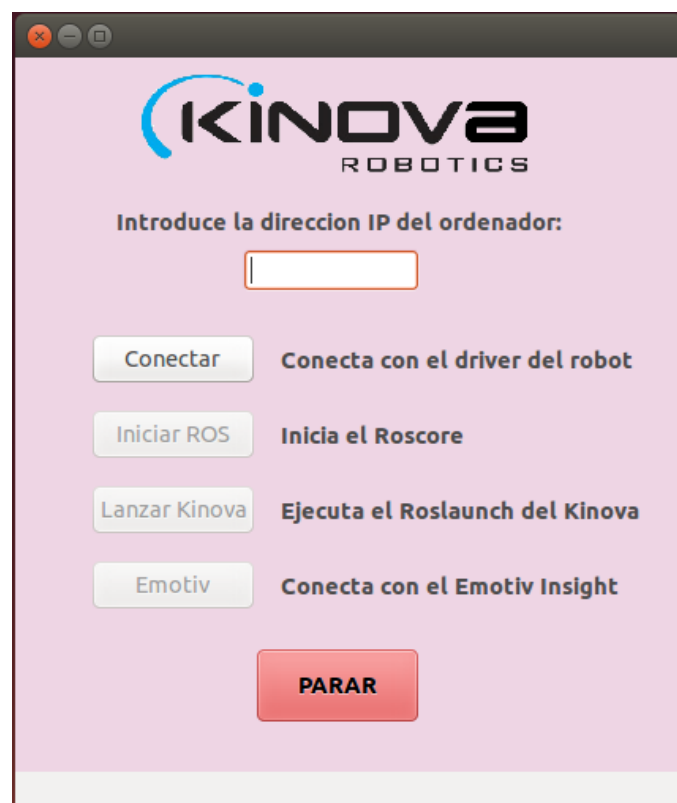 KINOVA
ROBOTICS
Introduce la direccion IP del ordenador:
Conectar Conecta con el driver del robot
Iniciar ROS Inicia el Roscore
Lanzar Kinova Ejecuta el Roslaunch del Kinova
Emotiv Conecta con el Emotiv Insight
PARAR